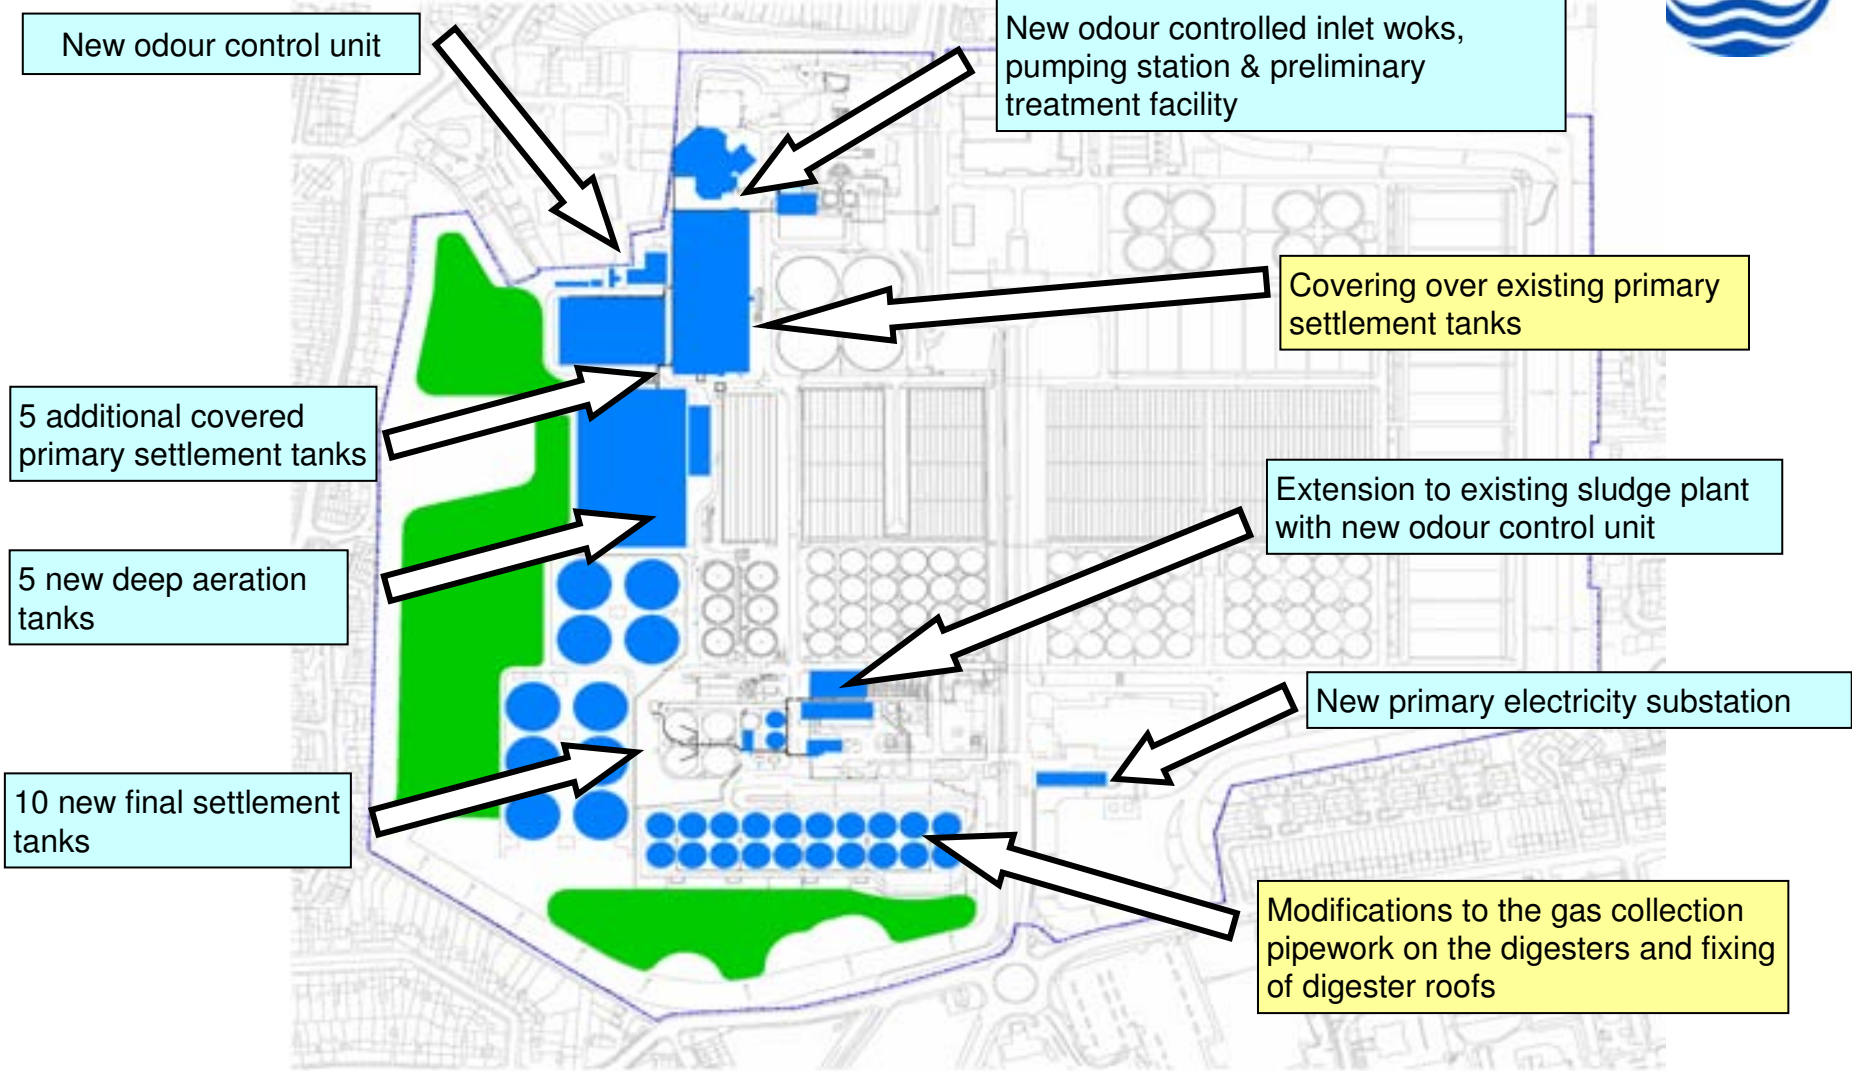 New odour control unit
New odour controlled inlet woks,
pumping station & preliminary
treatment facility
Covering over existing primary
settlement tanks
5 additional covered
primary settlement tanks
Extension to existing sludge plant
with new odour control unit
5 new deep aeration
tanks
New primary electricity substation
10 new final settlement
tanks
Modifications to the gas collection
pipework on the digesters and fixing
of digester roofs